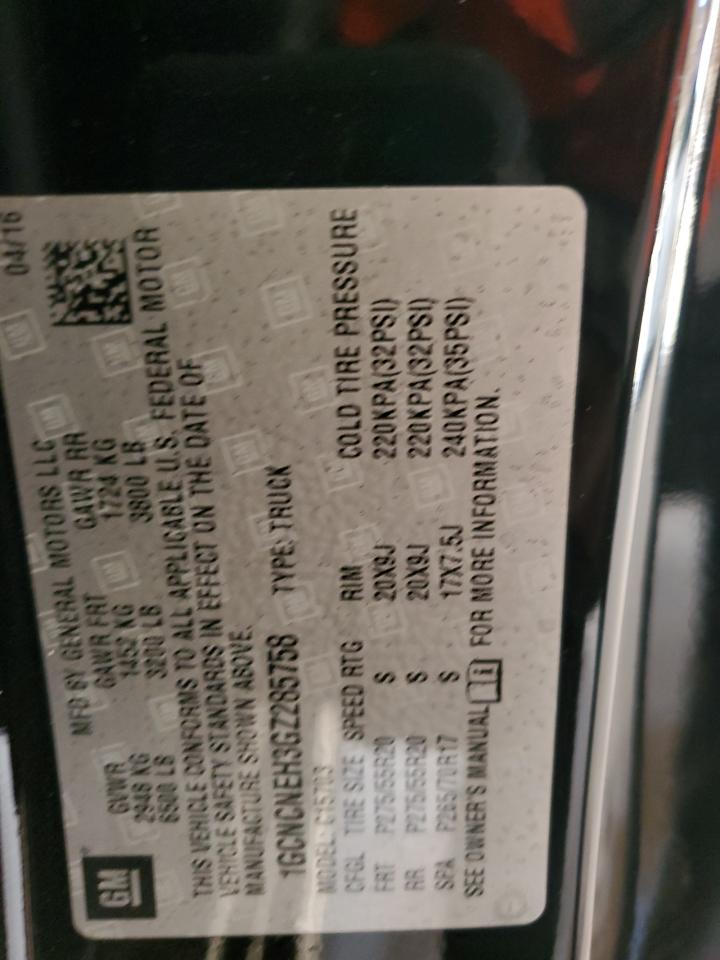 GM
MFD BY GENERAL MOTORS LLC 04/16
GVWR GAWR FRT GAWR RR
2948 KG 1452 KG 1724 KG
6500 LB 3200 LB 3800 LB
THIS VEHICLE CONFORMS TO ALL APPLICABLE U.S. FEDERAL MOTOR
VEHICLE SAFETY STANDARDS IN EFFECT ON THE DATE OF
MANUFACTURE SHOWN ABOVE.
1GCNCNEH3GZ285758 TYPE: TRUCK
MODEL: C15703
CFGL TIRE SIZE SPEED RTG RIM COLD TIRE PRESSURE
FRT P275/55R20 S 20X9J 220KPA(32PSI)
RR P275/55R20 S 20X9J 220KPA(32PSI)
SPA P265/70R17 S 17X7.5J 240KPA(35PSI)
SEE OWNER'S MANUAL i FOR MORE INFORMATION.